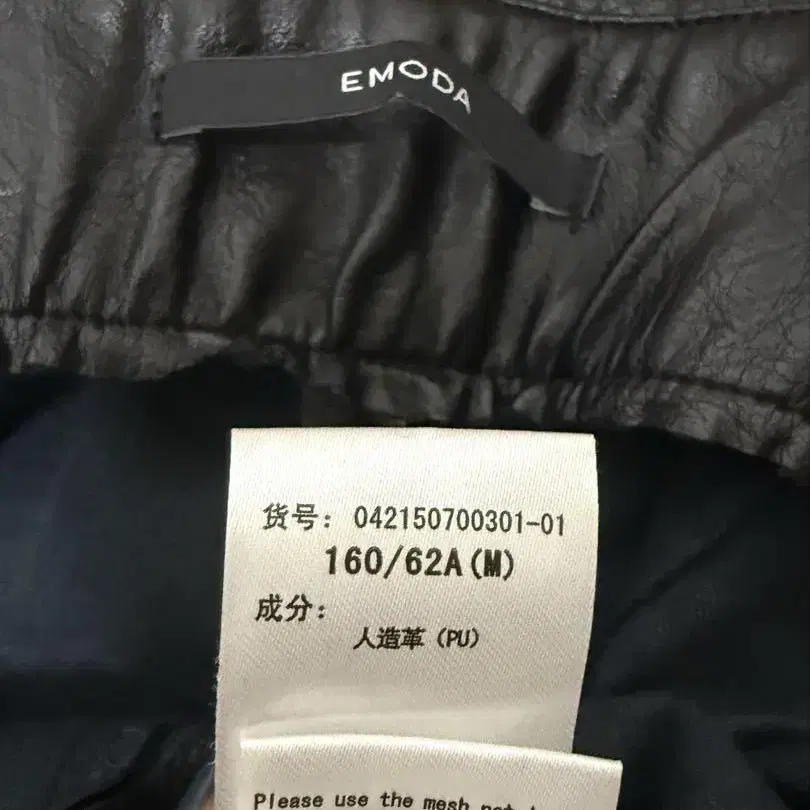 EMODA
货号: 042150700301-01
160/62A(M)
成分:
人造革 (PU)
Please use the mesh